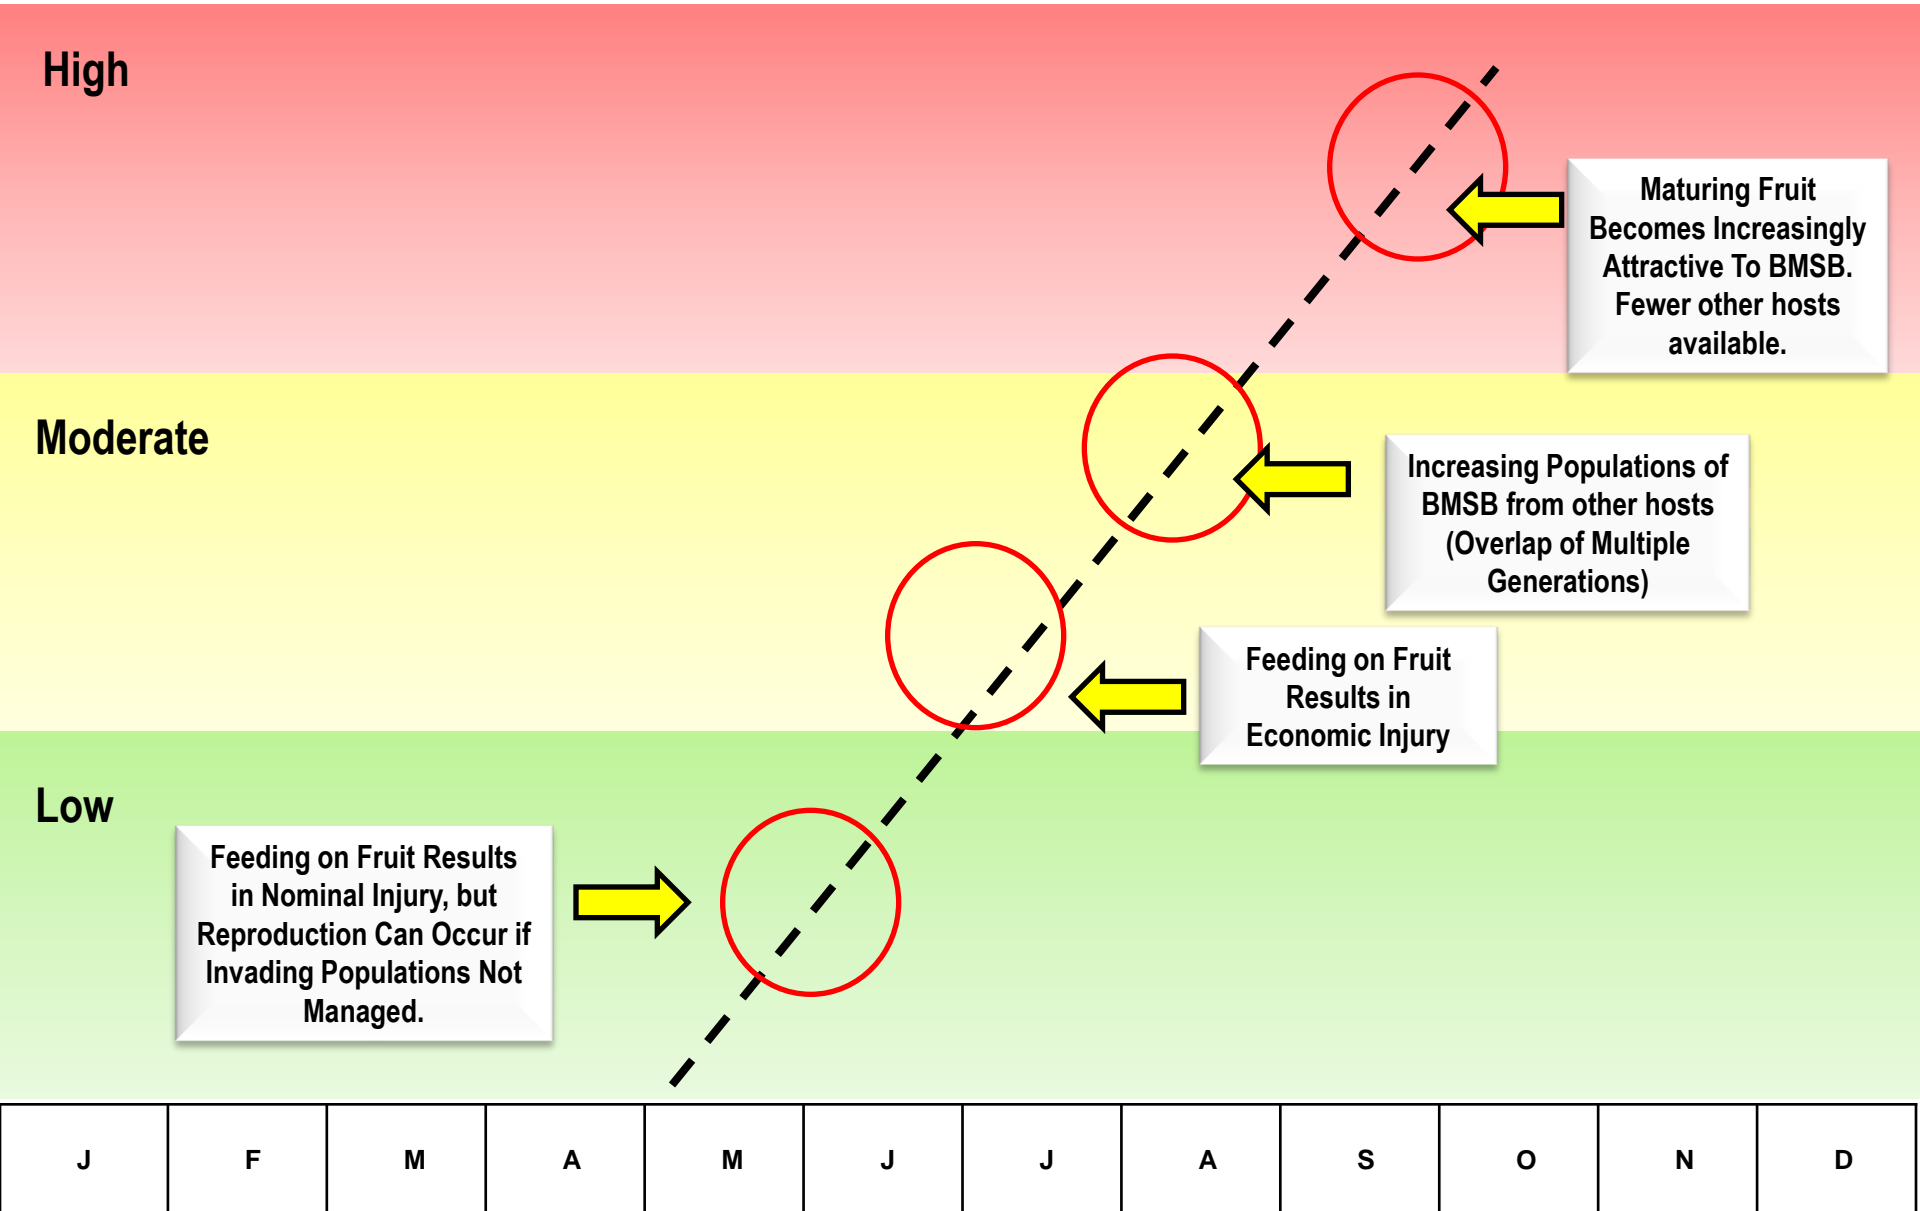 High
Maturing Fruit
Becomes Increasingly
Attractive To BMSB.
Fewer other hosts
available.
Moderate
Increasing Populations of
BMSB from other hosts
(Overlap of Multiple
Generations)
Feeding on Fruit
Results in
Economic Injury
Low
Feeding on Fruit Results
in Nominal Injury, but
Reproduction Can Occur if
Invading Populations Not
Managed.
J F M A M J J A S O N D